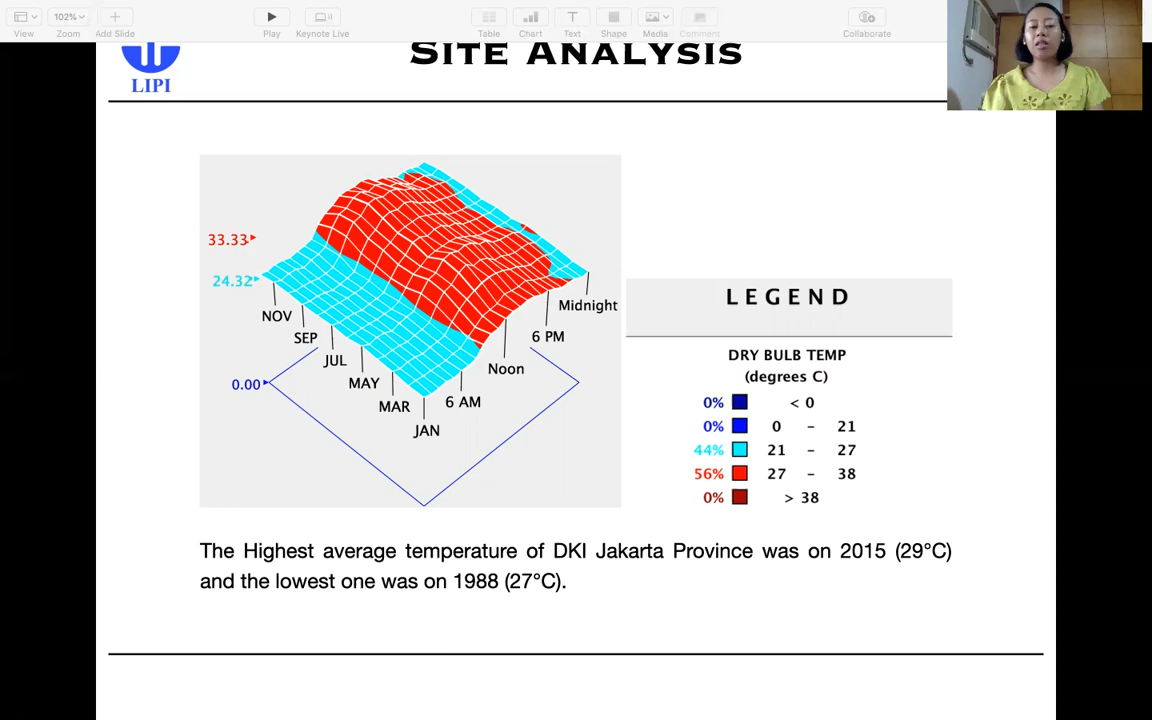 102%
View
Zoom
Add Slide
Play
Keynote Live
Table
Chart
Text
Shape
Media
Comment
Collaborate
SITE ANALYSIS
LIPI
33.33
24.32
0.00
NOV
SEP
JUL
MAY
MAR
JAN
6 AM
Noon
6 PM
Midnight
LEGEND
DRY BULB TEMP
(degrees C)
0% < 0
0% 0 – 21
44% 21 – 27
56% 27 – 38
0% > 38
The Highest average temperature of DKI Jakarta Province was on 2015 (29°C)
and the lowest one was on 1988 (27°C).